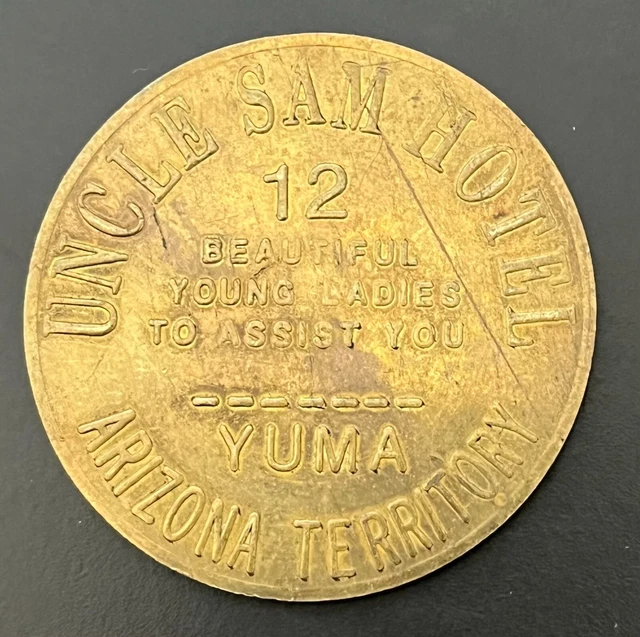 UNCLE SAM HOTEL
12
BEAUTIFUL
YOUNG LADIES
TO ASSIST YOU
YUMA
ARIZONA TERRITORY